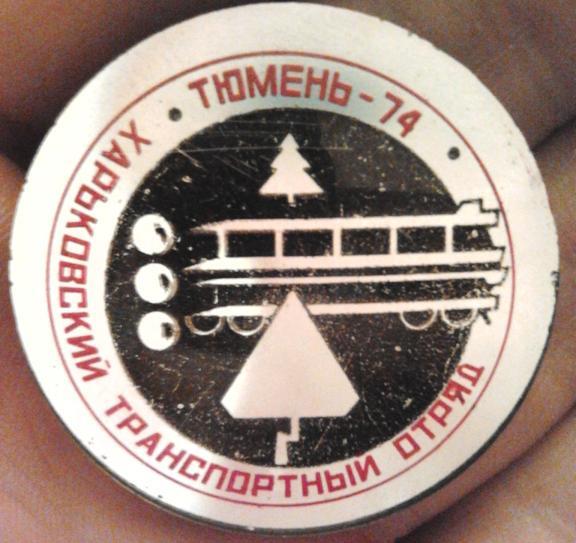 ТЮМЕНЬ-74
ХАРЬКОВСКИЙ ТРАНСПОРТНЫЙ ОТРЯД